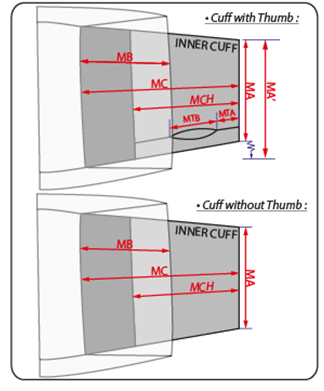 • Cuff with Thumb :
INNER CUFF
MB
MC
MCH
MTB
MTA
MA
MA'
• Cuff without Thumb :
INNER CUFF
MB
MC
MCH
MA